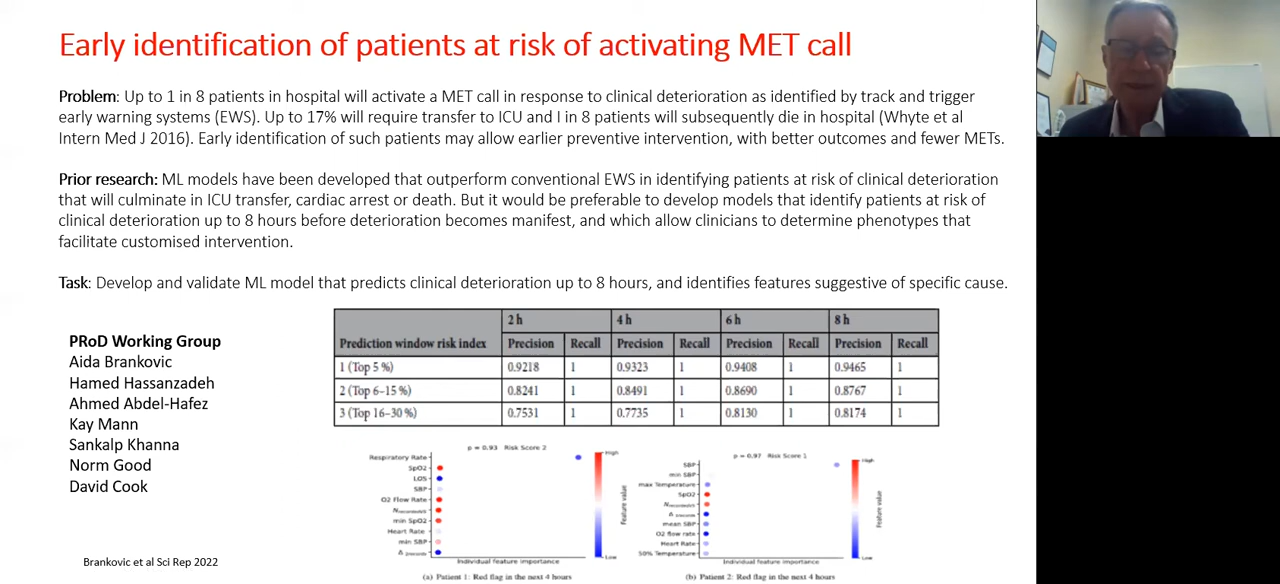 Early identification of patients at risk of activating MET call
Problem: Up to 1 in 8 patients in hospital will activate a MET call in response to clinical deterioration as identified by track and trigger
early warning systems (EWS). Up to 17% will require transfer to ICU and I in 8 patients will subsequently die in hospital (Whyte et al
Intern Med J 2016). Early identification of such patients may allow earlier preventive intervention, with better outcomes and fewer METs.
Prior research: ML models have been developed that outperform conventional EWS in identifying patients at risk of clinical deterioration
that will culminate in ICU transfer, cardiac arrest or death. But it would be preferable to develop models that identify patients at risk of
clinical deterioration up to 8 hours before deterioration becomes manifest, and which allow clinicians to determine phenotypes that
facilitate customised intervention.
Task: Develop and validate ML model that predicts clinical deterioration up to 8 hours, and identifies features suggestive of specific cause.
PRoD Working Group
Aida Brankovic
Hamed Hassanzadeh
Ahmed Abdel-Hafez
Kay Mann
Sankalp Khanna
Norm Good
David Cook
Brankovic et al Sci Rep 2022
2 h 4 h 6 h 8 h
Prediction window risk index Precision Recall Precision Recall Precision Recall Precision Recall
1 (Top 5 %) 0.9218 1 0.9323 1 0.9408 1 0.9465 1
2 (Top 6–15 %) 0.8241 1 0.8491 1 0.8690 1 0.8767 1
3 (Top 16–30 %) 0.7531 1 0.7735 1 0.8130 1 0.8174 1
p = 0.93 Risk Score 2
Respiratory Rate
SpO2
LOS
SBP
O2 Flow Rate
min SpO2
Heart Rate
min SBP
High
Feature value
Low
Individual feature importance
(a) Patient 1: Red flag in the next 4 hours
p = 0.97 Risk Score 1
SBP
min SBP
max Temperature
SpO2
mean SBP
O2 flow rate
Heart Rate
50% Temperature
High
Feature value
Low
Individual feature importance
(b) Patient 2: Red flag in the next 4 hours